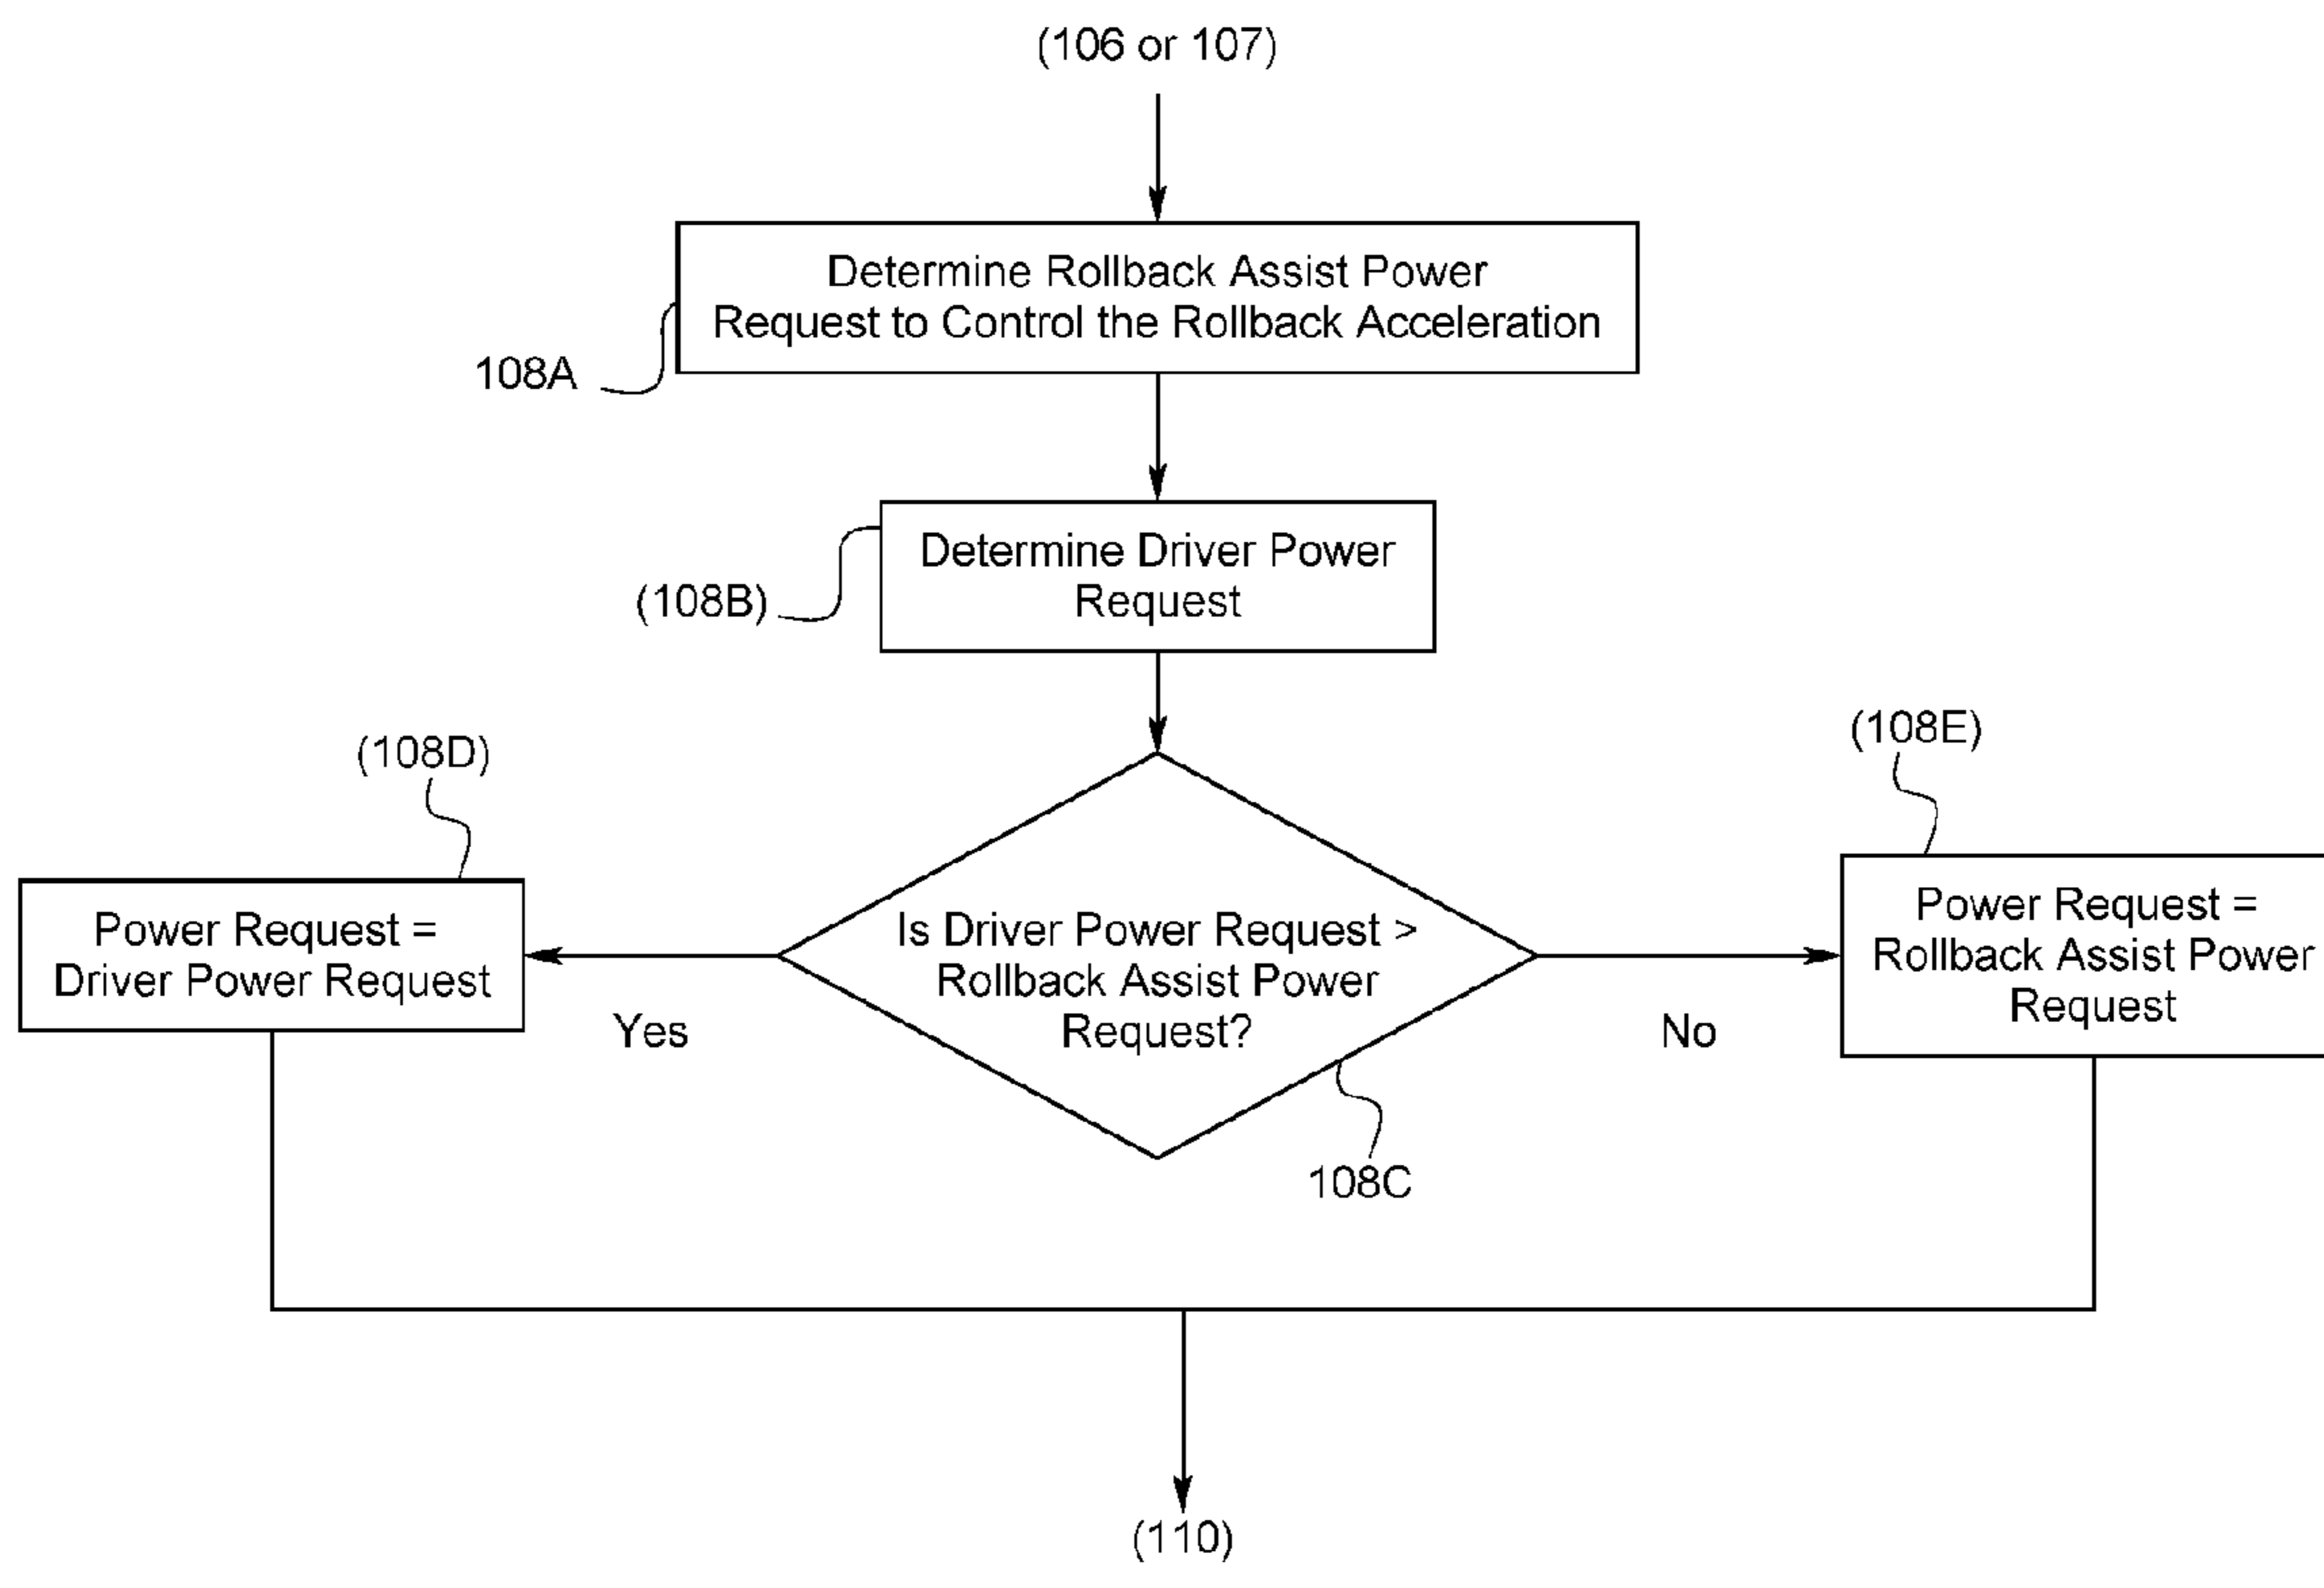 (106 or 107)
Determine Rollback Assist Power
Request to Control the Rollback Acceleration
108A
Determine Driver Power
Request
(108B)
(108D)
(108E)
Power Request =
Driver Power Request
Is Driver Power Request >
Rollback Assist Power
Request?
Power Request =
Rollback Assist Power
Request
Yes
No
108C
(110)